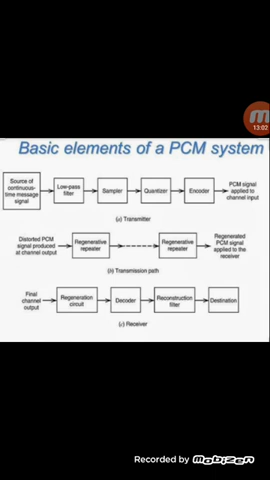 13:02
Basic elements of a PCM system
Source of
continuous-
time message
signal
Low-pass
filter
Sampler
Quantizer
Encoder
PCM signal
applied to
channel input
(a) Transmitter
Distorted PCM
signal produced
at channel output
Regenerative
repeater
Regenerative
repeater
Regenerated
PCM signal
applied to the
receiver
(b) Transmission path
Final
channel
output
Regeneration
circuit
Decoder
Reconstruction
filter
Destination
(c) Receiver
Recorded by Mobizen